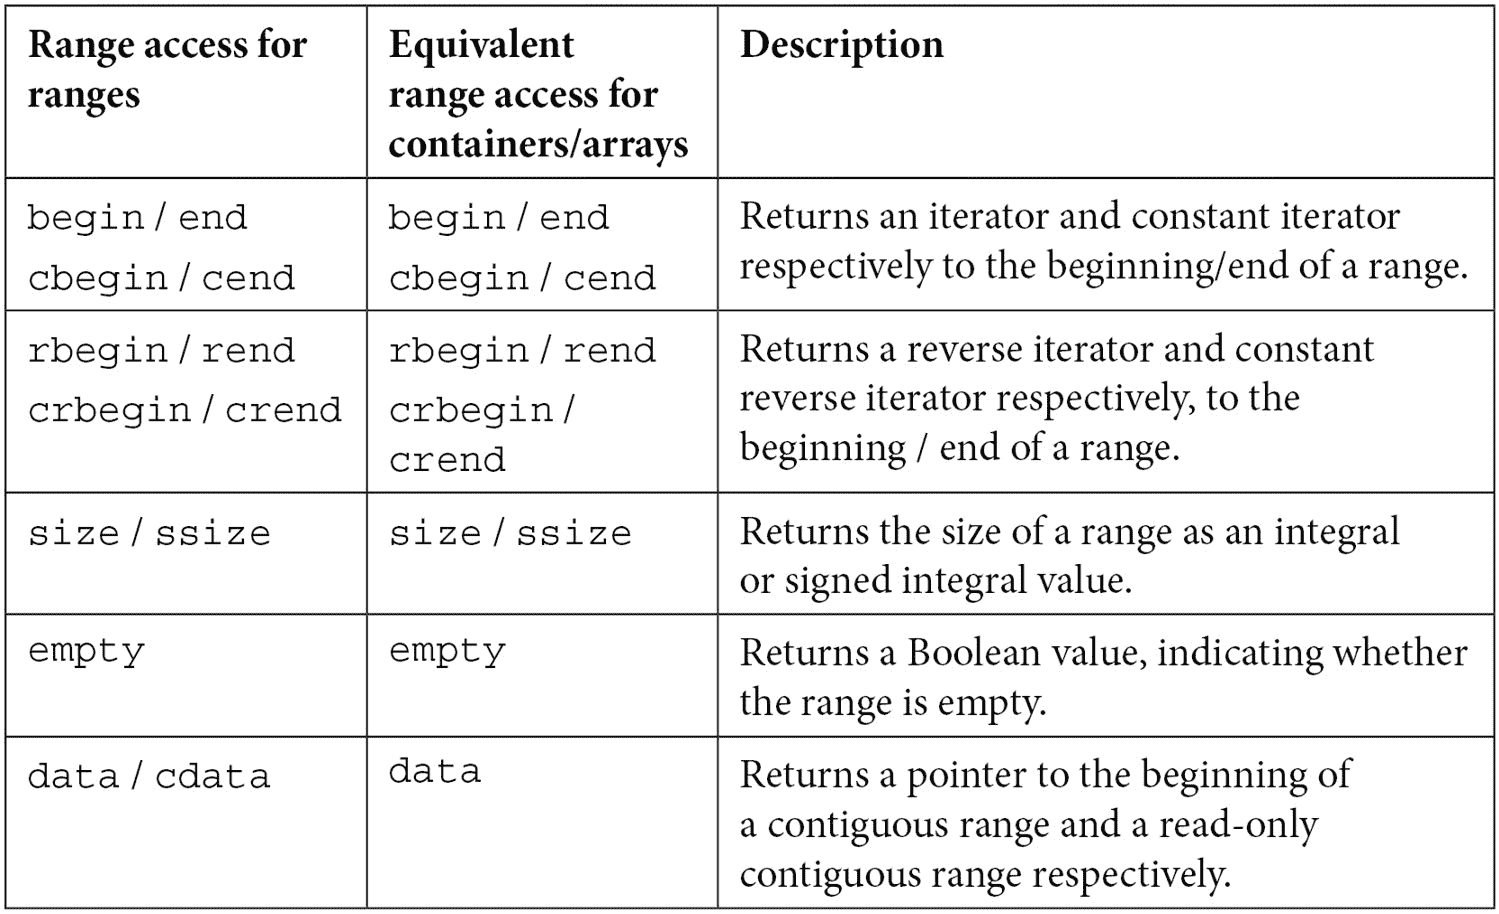 Range access for
ranges
Equivalent
range access for
containers/arrays
Description
begin / end
cbegin / cend
begin / end
cbegin / cend
Returns an iterator and constant iterator
respectively to the beginning/end of a range.
rbegin / rend
crbegin / crend
rbegin / rend
crbegin /
crend
Returns a reverse iterator and constant
reverse iterator respectively, to the
beginning / end of a range.
size / ssize
size / ssize
Returns the size of a range as an integral
or signed integral value.
empty
empty
Returns a Boolean value, indicating whether
the range is empty.
data / cdata
data
Returns a pointer to the beginning of
a contiguous range and a read-only
contiguous range respectively.